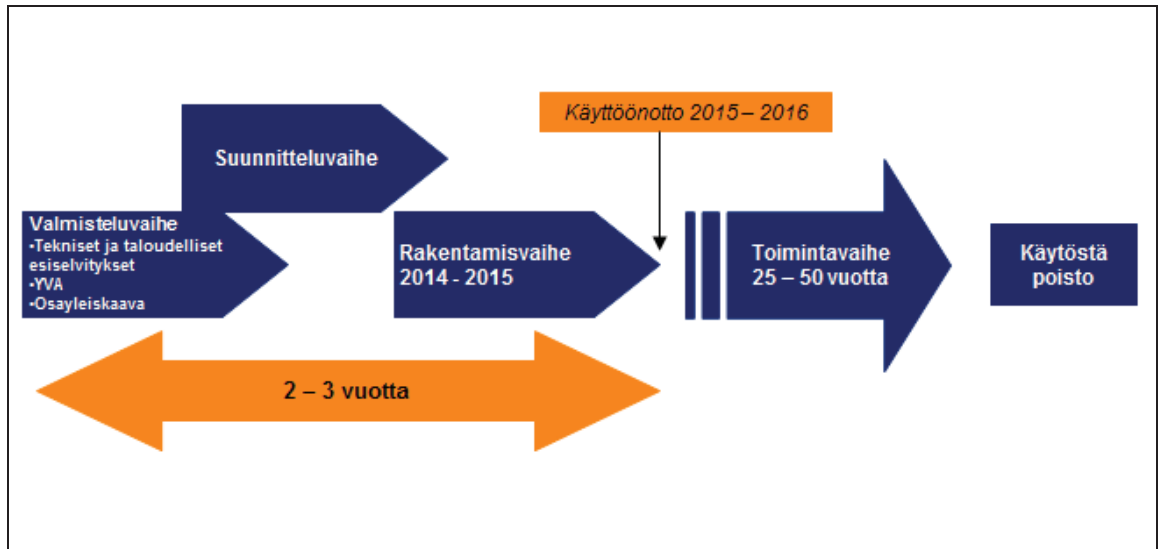 Valmisteluvaihe
•Tekniset ja taloudelliset
esiselvitykset
•YVA
•Osayleiskaava
Suunnitteluvaihe
Rakentamisvaihe
2014 - 2015
Käyttöönotto 2015 – 2016
Toimintavaihe
25 – 50 vuotta
Käytöstä
poisto
2 – 3 vuotta